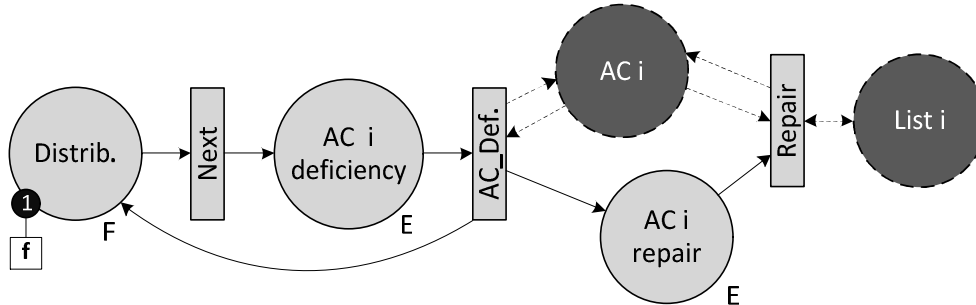 Distrib.
1
f
F
Next
AC i
deficiency
E
AC_Def.
AC i
AC i
repair
E
Repair
List i